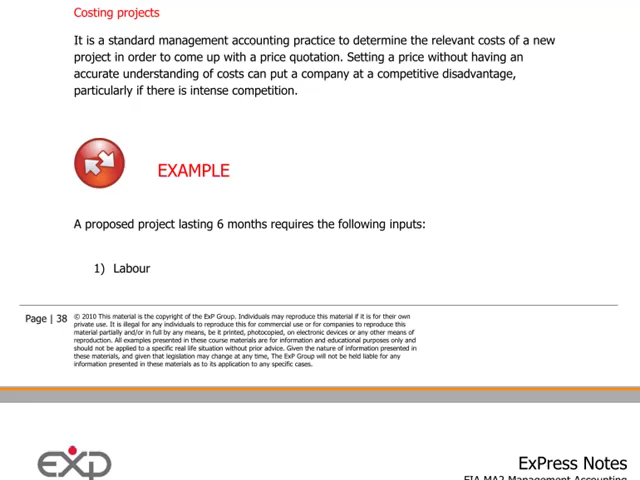 Costing projects
It is a standard management accounting practice to determine the relevant costs of a new
project in order to come up with a price quotation. Setting a price without having an
accurate understanding of costs can put a company at a competitive disadvantage,
particularly if there is intense competition.
EXAMPLE
A proposed project lasting 6 months requires the following inputs:
1) Labour
Page | 38
© 2010 This material is the copyright of the ExP Group. Individuals may reproduce this material if it is for their own
private use. It is illegal for any individuals to reproduce this for commercial use or for companies to reproduce this
material partially and/or in full by any means, be it printed, photocopied, on electronic devices or any other means of
reproduction. All examples presented in these course materials are for information and educational purposes only and
should not be applied to a specific real life situation without prior advice. Given the nature of information presented in
these materials, and given that legislation may change at any time, The ExP Group will not be held liable for any
information presented in these materials as to its application to any specific cases.
exp
ExPress Notes
FIA MA2 Management Accounting